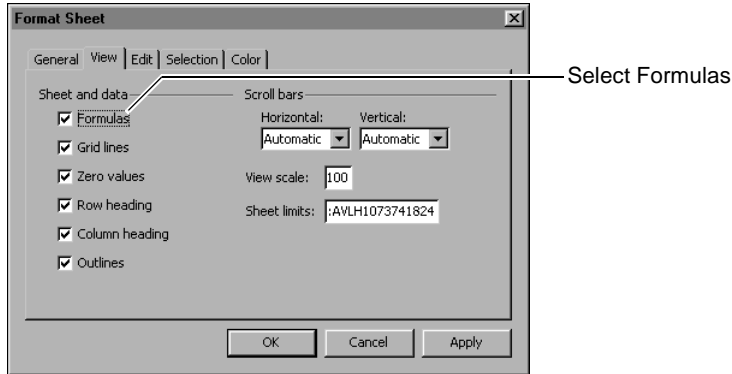 Format Sheet
General View Edit Selection Color
Select Formulas
Sheet and data
Formulas
Grid lines
Zero values
Row heading
Column heading
Outlines
Scroll bars
Horizontal: Vertical:
Automatic Automatic
View scale: 100
Sheet limits: :AVLH1073741824
OK Cancel Apply